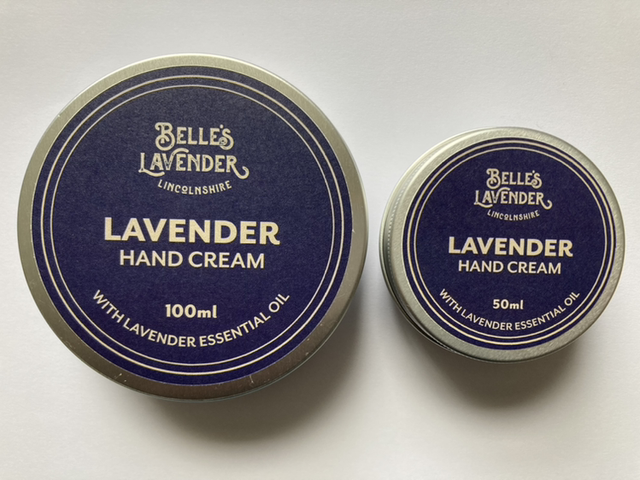 BELLE'S
LAVENDER
LINCOLNSHIRE
LAVENDER
HAND CREAM
100ml
WITH LAVENDER ESSENTIAL OIL
BELLE'S
LAVENDER
LINCOLNSHIRE
LAVENDER
HAND CREAM
50ml
WITH LAVENDER ESSENTIAL OIL